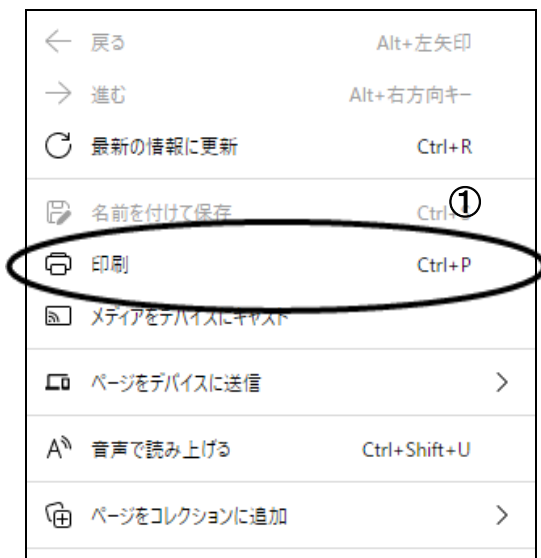 戻る Alt+左矢印
進む Alt+右方向キー
最新の情報に更新 Ctrl+R
①
名前を付けて保存
印刷 Ctrl+P
メディアをデバイスにキャスト
ページをデバイスに送信
音声で読み上げる Ctrl+Shift+U
ページをコレクションに追加